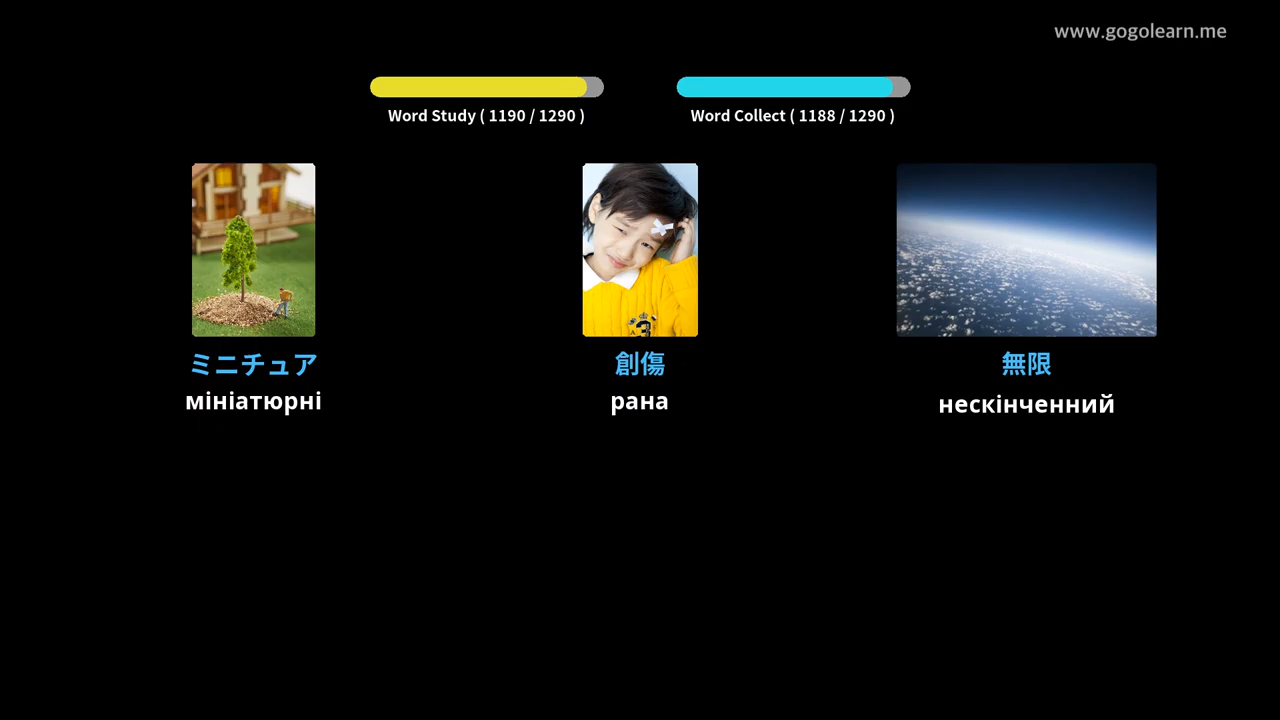 www.gogolearn.me
Word Study ( 1190 / 1290 )
Word Collect ( 1188 / 1290 )
ミニチュア
мініатюрні
創傷
рана
無限
нескінченний
3